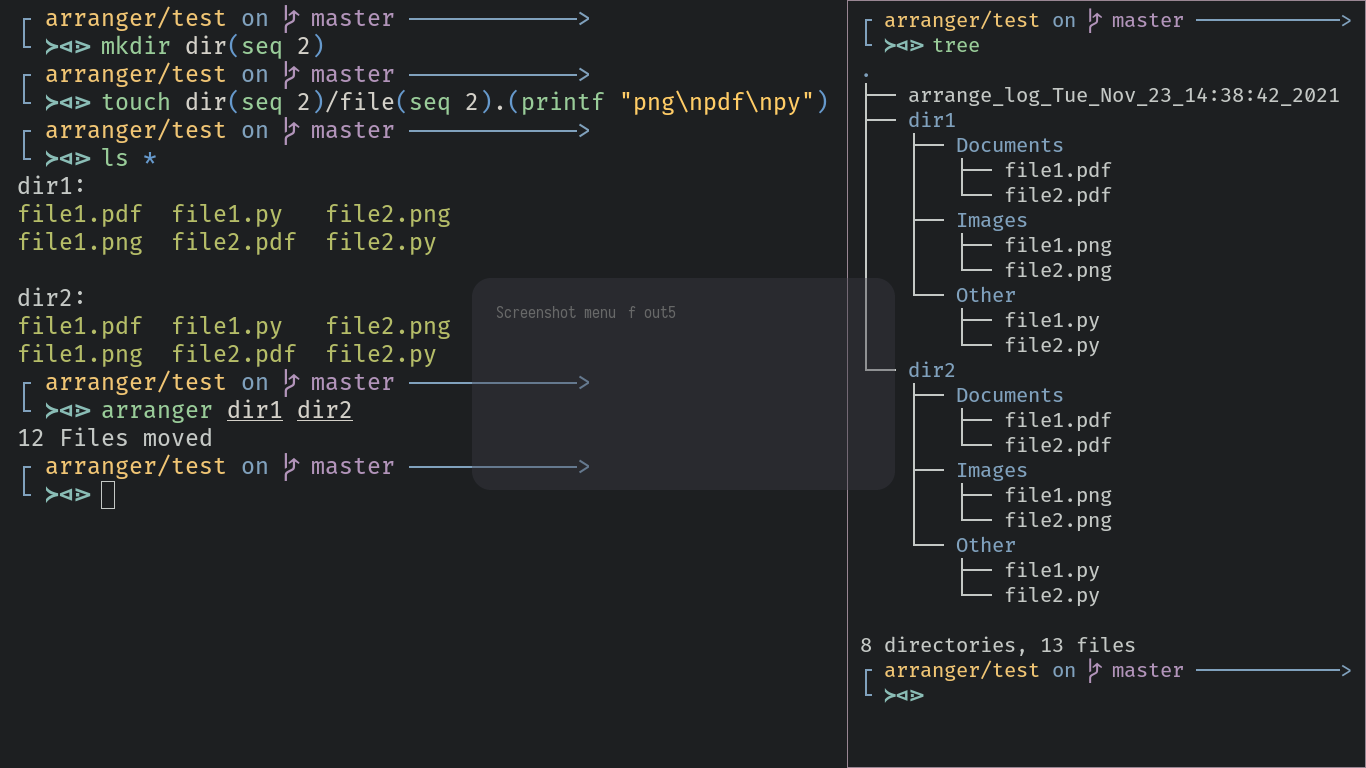 arranger/test on master ──────────>
⋗⋖⋗ mkdir dir(seq 2)
arranger/test on master ──────────>
⋗⋖⋗ touch dir(seq 2)/file(seq 2).(printf "png\npdf\npy")
arranger/test on master ──────────>
⋗⋖⋗ ls *
dir1:
file1.pdf file1.py file2.png
file1.png file2.pdf file2.py
dir2:
file1.pdf file1.py file2.png
file1.png file2.pdf file2.py
arranger/test on master ──────────>
⋗⋖⋗ arranger dir1 dir2
12 Files moved
arranger/test on master ──────────>
⋗⋖⋗
Screenshot menu f out5
arranger/test on master ──────────>
⋗⋖⋗ tree
.
├── arrange_log_Tue_Nov_23_14:38:42_2021
├── dir1
│   ├── Documents
│   │   ├── file1.pdf
│   │   └── file2.pdf
│   ├── Images
│   │   ├── file1.png
│   │   └── file2.png
│   └── Other
│       ├── file1.py
│       └── file2.py
└── dir2
    ├── Documents
    │   ├── file1.pdf
    │   └── file2.pdf
    ├── Images
    │   ├── file1.png
    │   └── file2.png
    └── Other
        ├── file1.py
        └── file2.py
8 directories, 13 files
arranger/test on master ──────────>
⋗⋖⋗